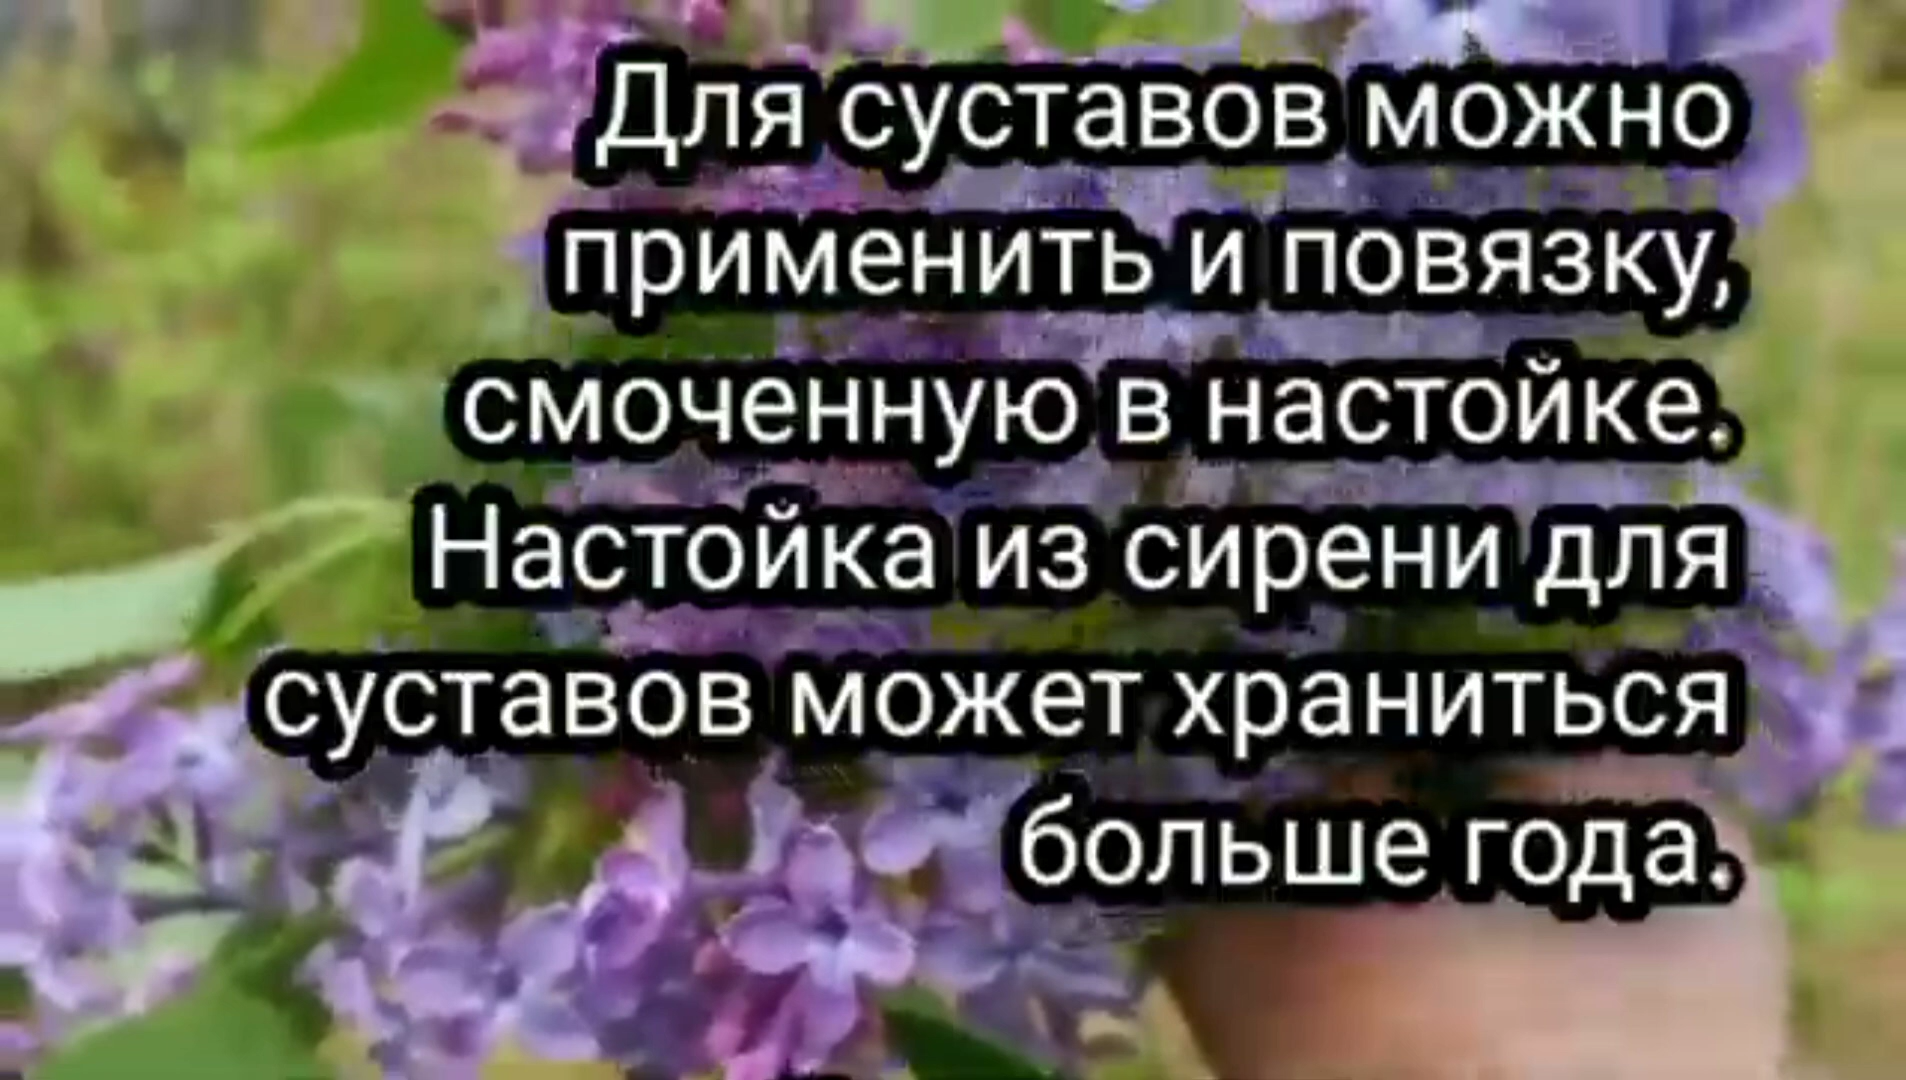 Для суставов можно
применить и повязку,
смоченную в настойке.
Настойка из сирени для
суставов может храниться
больше года.